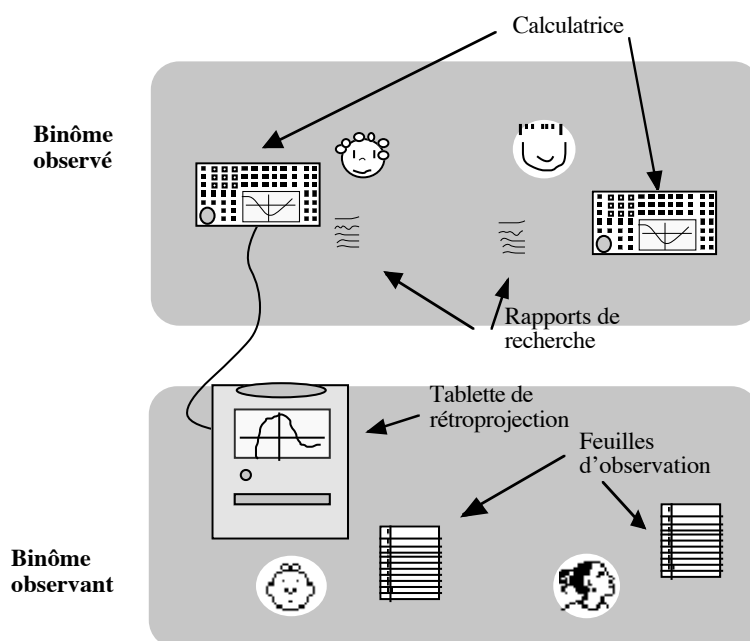 Calculatrice
Binôme
observé
Rapports de
recherche
Tablette de
rétroprojection
Feuilles
d'observation
Binôme
observant